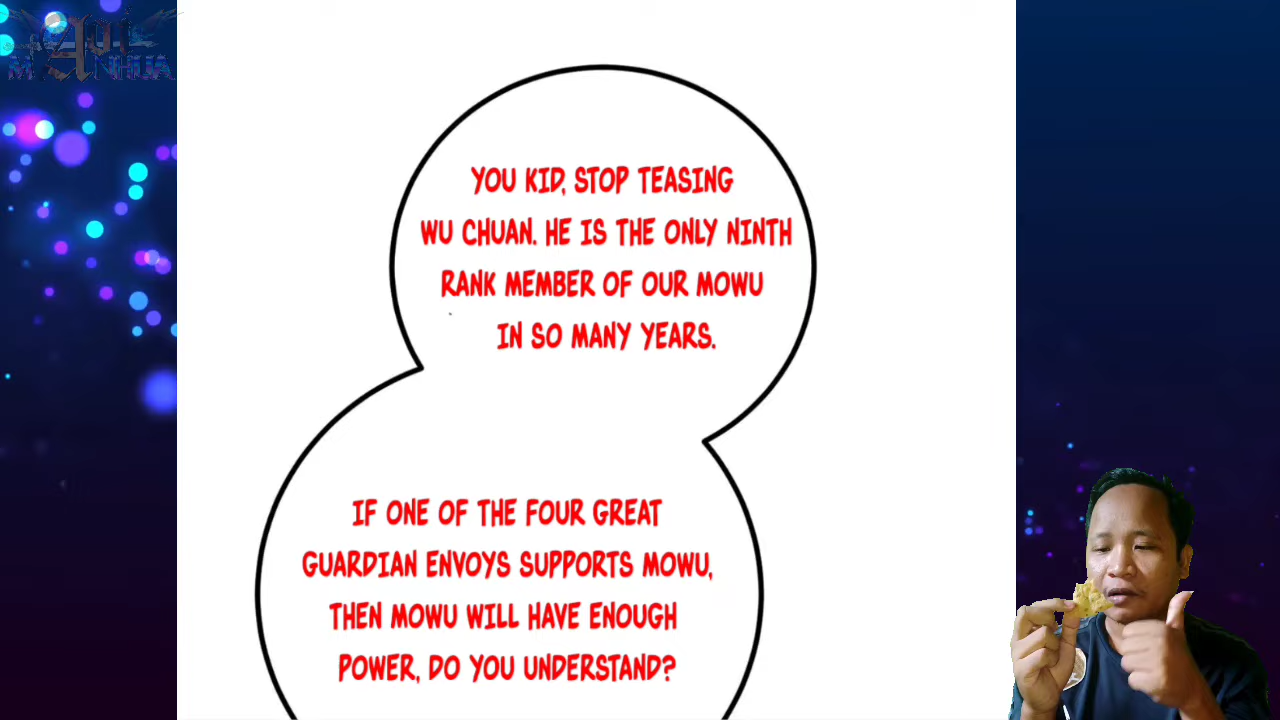 Aui
MANHUA
YOU KID, STOP TEASING
WU CHUAN. HE IS THE ONLY NINTH
RANK MEMBER OF OUR MOWU
IN SO MANY YEARS.
IF ONE OF THE FOUR GREAT
GUARDIAN ENVOYS SUPPORTS MOWU,
THEN MOWU WILL HAVE ENOUGH
POWER, DO YOU UNDERSTAND?